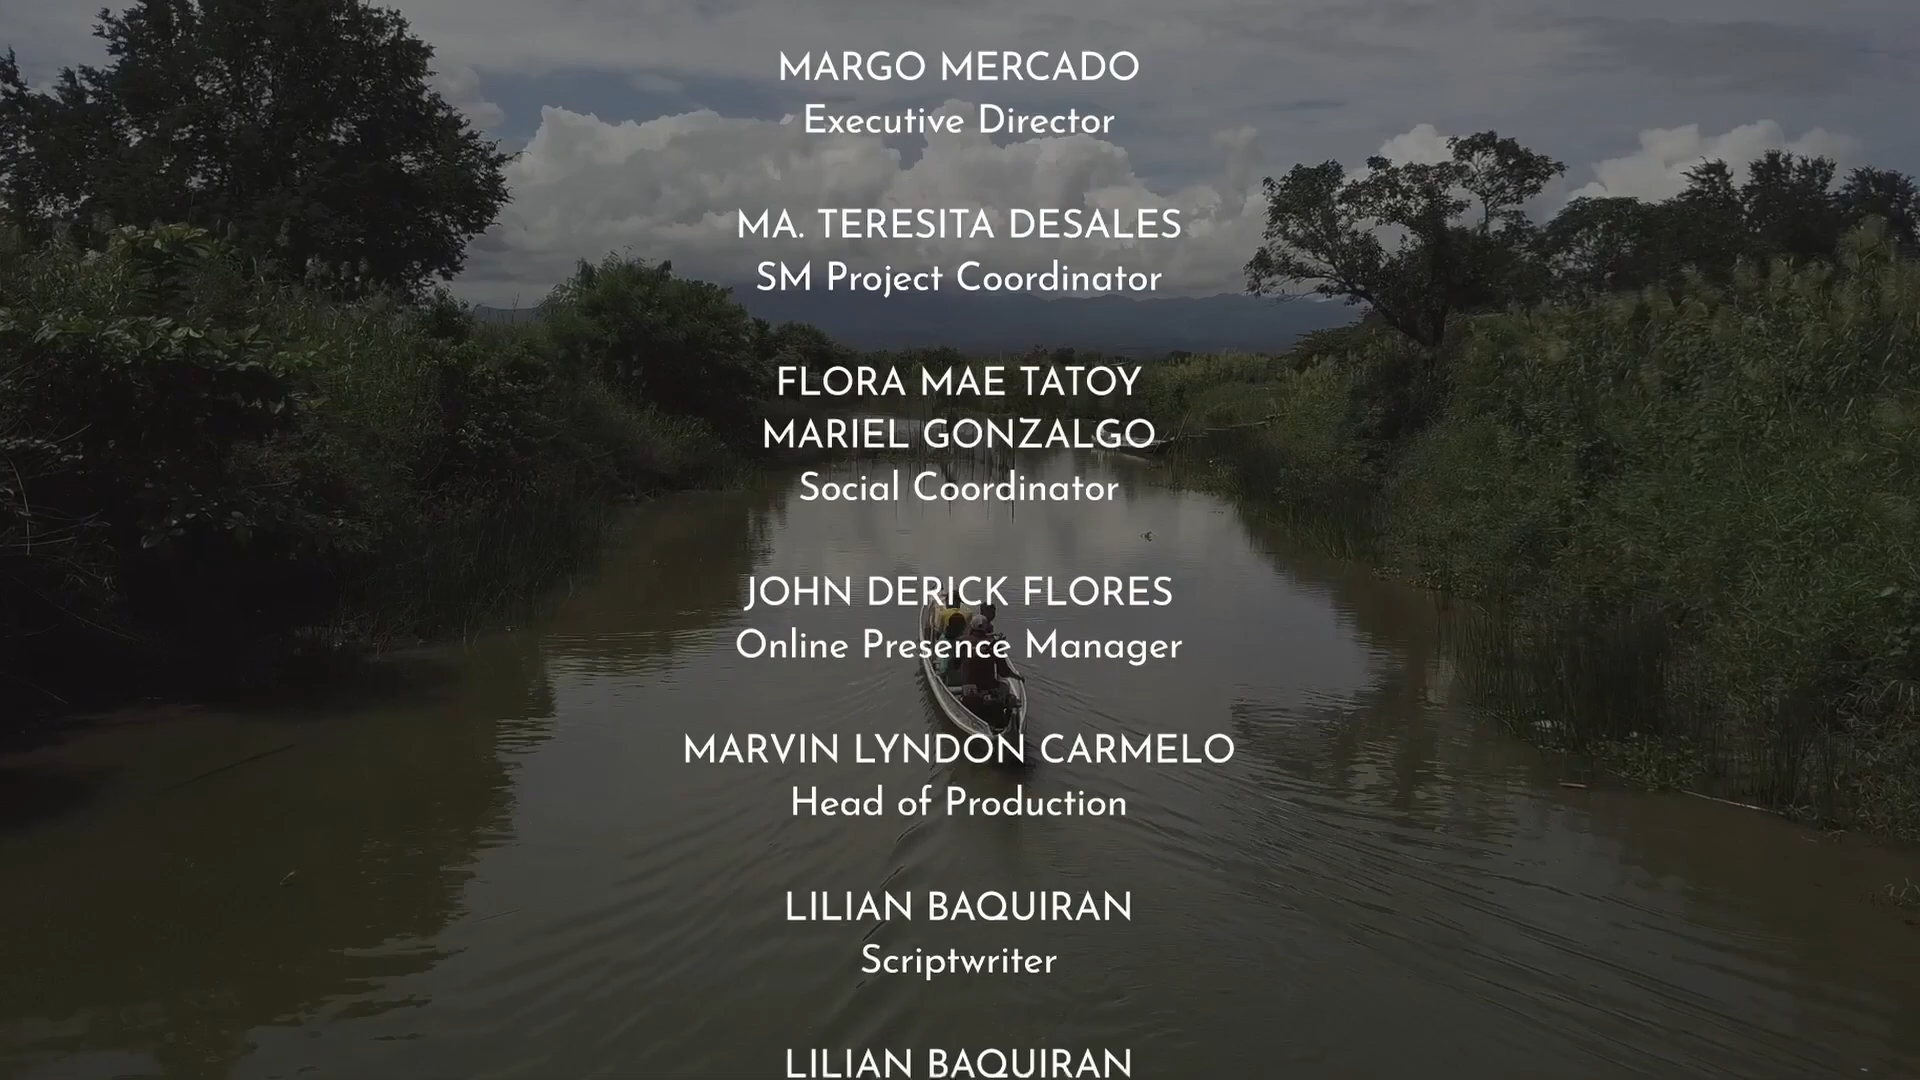 MARGO MERCADO
Executive Director
MA. TERESITA DESALES
SM Project Coordinator
FLORA MAE TATOY
MARIEL GONZALGO
Social Coordinator
JOHN DERICK FLORES
Online Presence Manager
MARVIN LYNDON CARMELO
Head of Production
LILIAN BAQUIRAN
Scriptwriter
LILIAN BAQUIRAN